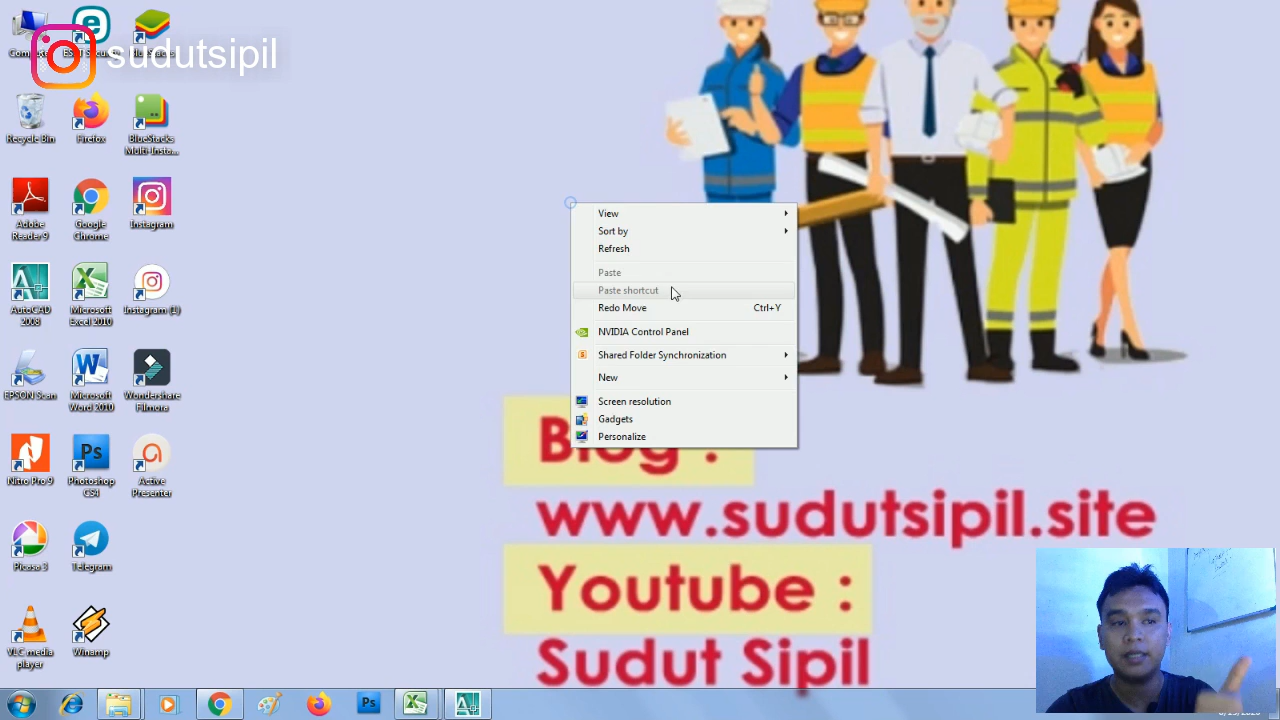 sudutsipil
Recycle Bin
Firefox
BlueStacks
Multi-Insta...
Adobe
Reader 9
Google
Chrome
Instagram
AutoCAD
2008
Microsoft
Excel 2010
Instagram (1)
EPSON Scan
Microsoft
Word 2010
Wondershare
Filmora
Nitro Pro 9
Photoshop
CS4
Active
Presenter
Picasa 3
Telegram
VLC media
player
Winamp
View
Sort by
Refresh
Paste
Paste shortcut
Redo Move Ctrl+Y
NVIDIA Control Panel
Shared Folder Synchronization
New
Screen resolution
Gadgets
Personalize
Blog :
www.sudutsipil.site
Youtube :
Sudut Sipil